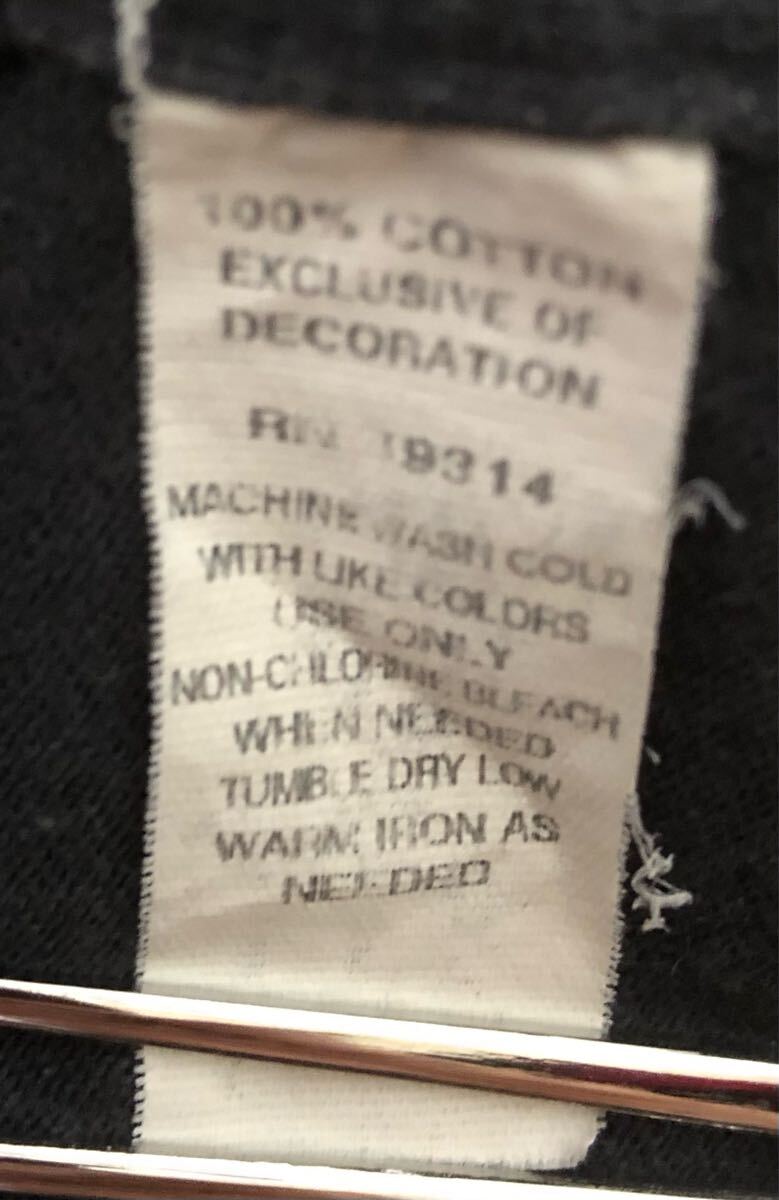 100% COTTON
EXCLUSIVE OF
DECORATION
RN 19314
MACHINE WASH COLD
WITH LIKE COLORS
USE ONLY
NON-CHLORINE BLEACH
WHEN NEEDED
TUMBLE DRY LOW
WARM IRON AS
NEEDED